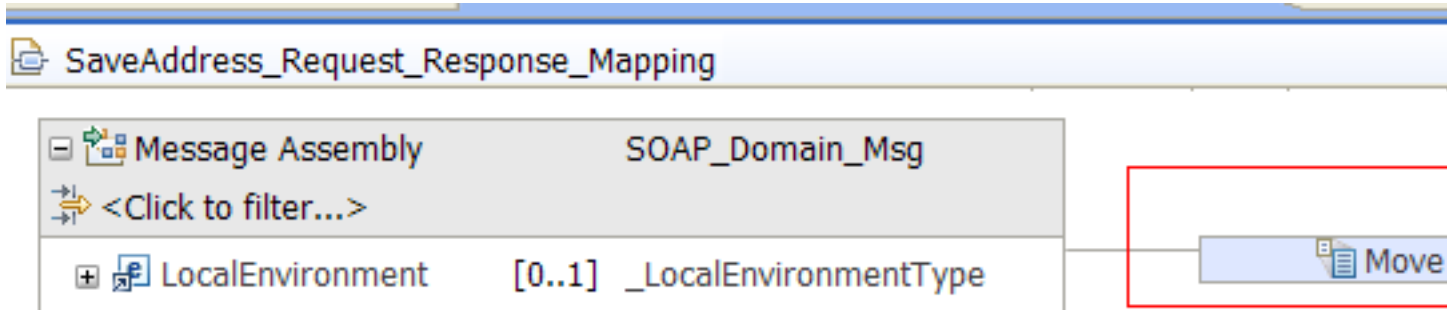 SaveAddress_Request_Response_Mapping
Message Assembly SOAP_Domain_Msg
<Click to filter...>
LocalEnvironment [0..1] _LocalEnvironmentType Move